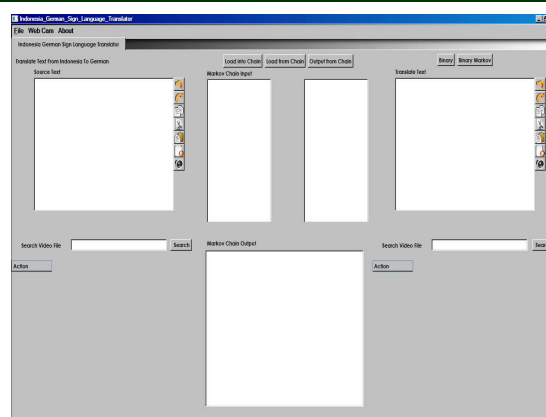 Indonesia_German_Sign_Language_Translator
File Web Cam About
Indonesia German Sign Language Translator
Translate Text From Indonesia To German
Load Into Chain Load from Chain Output from Chain
Binary Binary Markov
Source Text
Markov Chain Input
Translate Text
Search Video File
Search
Markov Chain Output
Search Video File
Sear
Action
Action